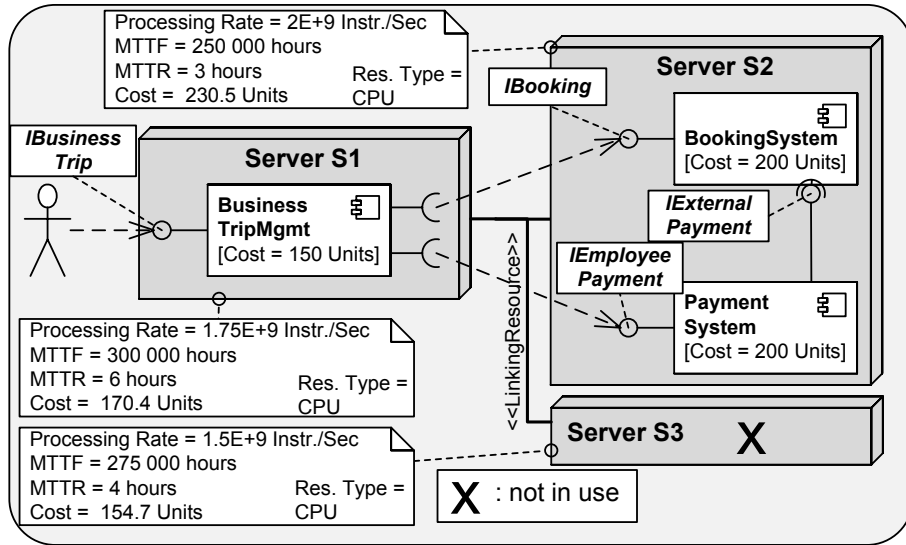 Processing Rate = 2E+9 Instr./Sec
MTTF = 250 000 hours
MTTR = 3 hours
Res. Type =
Cost = 230.5 Units
CPU
Server S2
IBooking
BookingSystem
[Cost = 200 Units]
IBusiness
Trip
Server S1
Business
TripMgmt
[Cost = 150 Units]
IExternal
Payment
IEmployee
Payment
Payment
System
[Cost = 200 Units]
<<LinkingResource>>
Processing Rate = 1.75E+9 Instr./Sec
MTTF = 300 000 hours
MTTR = 6 hours
Res. Type =
Cost = 170.4 Units
CPU
Server S3
X
Processing Rate = 1.5E+9 Instr./Sec
MTTF = 275 000 hours
MTTR = 4 hours
Res. Type =
Cost = 154.7 Units
CPU
X : not in use